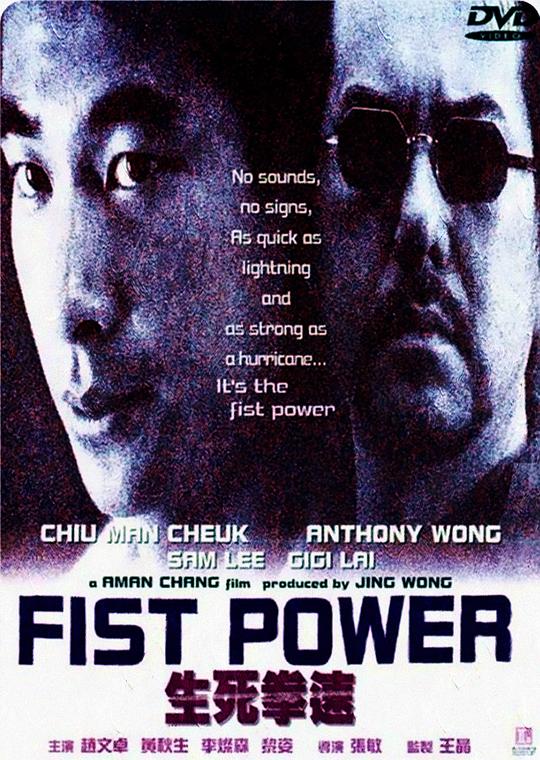 DVD
VIDEO
No sounds,
no signs,
As quick as
lightning
and
as strong as
a hurricane...
It's the
fist power
CHIU MAN CHEUK ANTHONY WONG
SAM LEE GIGI LAI
a AMAN CHANG film produced by JING WONG
FIST POWER
生死拳速
主演 趙文卓 黃秋生 李燦森 黎姿 導演 張敏 監製 王晶